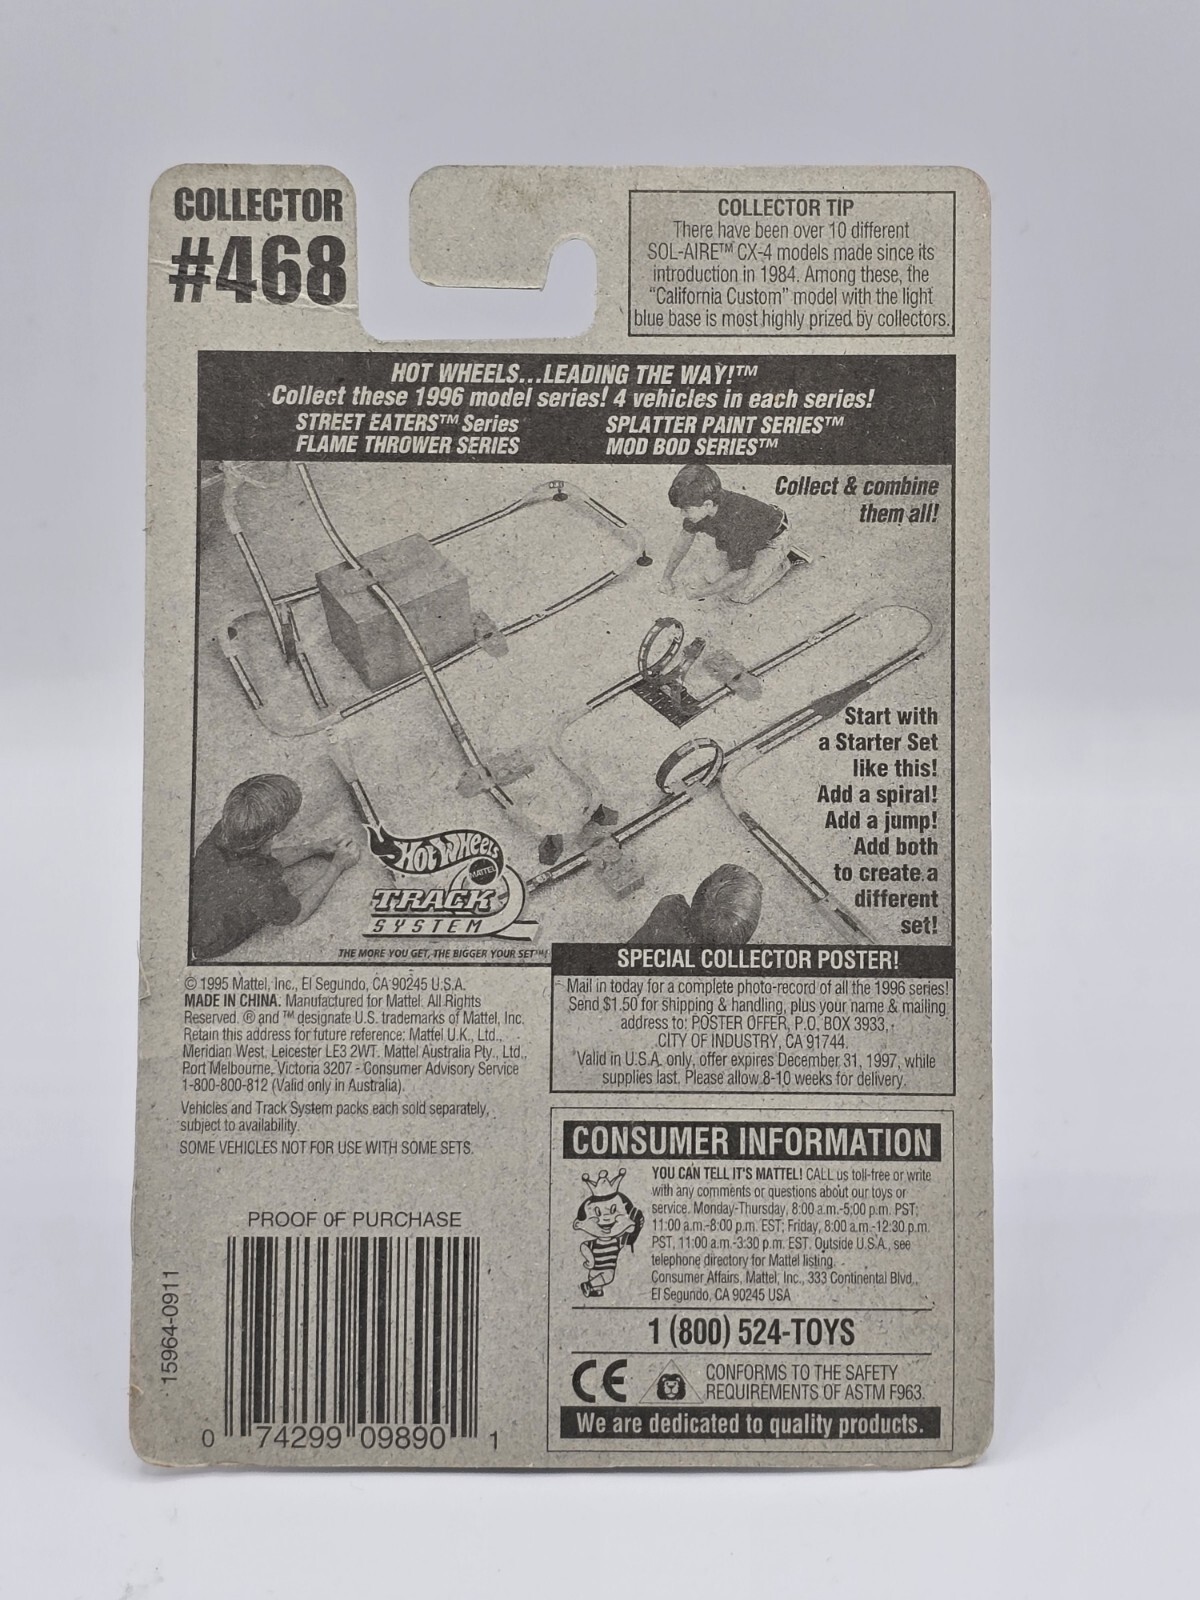 COLLECTOR
#468
COLLECTOR TIP
There have been over 10 different
SOL-AIRE™ CX-4 models made since its
introduction in 1984. Among these, the
"California Custom" model with the light
blue base is most highly prized by collectors.
HOT WHEELS...LEADING THE WAY!™
Collect these 1996 model series! 4 vehicles in each series!
STREET EATERS™ Series
FLAME THROWER SERIES
SPLATTER PAINT SERIES™
MOD BOD SERIES™
Collect & combine
them all!
Start with
a Starter Set
like this!
Add a spiral!
Add a jump!
Add both
to create a
different
set!
HOT WHEELS
MATTEL
TRACK
SYSTEM
THE MORE YOU GET, THE BIGGER YOUR SET™!
© 1995 Mattel, Inc., El Segundo, CA 90245 U.S.A.
MADE IN CHINA. Manufactured for Mattel. All Rights
Reserved. ® and ™ designate U.S. trademarks of Mattel, Inc.
Retain this address for future reference: Mattel U.K., Ltd.,
Meridian West, Leicester LE3 2WT. Mattel Australia Pty., Ltd.,
Port Melbourne, Victoria 3207 - Consumer Advisory Service
1-800-800-812 (Valid only in Australia).
Vehicles and Track System packs each sold separately,
subject to availability.
SOME VEHICLES NOT FOR USE WITH SOME SETS.
SPECIAL COLLECTOR POSTER!
Mail in today for a complete photo-record of all the 1996 series!
Send $1.50 for shipping & handling, plus your name & mailing
address to: POSTER OFFER, P.O. BOX 3933,
CITY OF INDUSTRY, CA 91744.
Valid in U.S.A. only, offer expires December 31, 1997, while
supplies last. Please allow 8-10 weeks for delivery.
CONSUMER INFORMATION
YOU CAN TELL IT'S MATTEL! CALL us toll-free or write
with any comments or questions about our toys or
service. Monday-Thursday, 8:00 a.m.-5:00 p.m. PST;
11:00 a.m.-8:00 p.m. EST; Friday, 8:00 a.m.-12:30 p.m.
PST, 11:00 a.m.-3:30 p.m. EST. Outside U.S.A., see
telephone directory for Mattel listing.
Consumer Affairs, Mattel, Inc., 333 Continental Blvd.,
El Segundo, CA 90245 USA
1 (800) 524-TOYS
CE
CONFORMS TO THE SAFETY
REQUIREMENTS OF ASTM F963.
We are dedicated to quality products.
PROOF OF PURCHASE
15964-0911
0 74299 09890 1